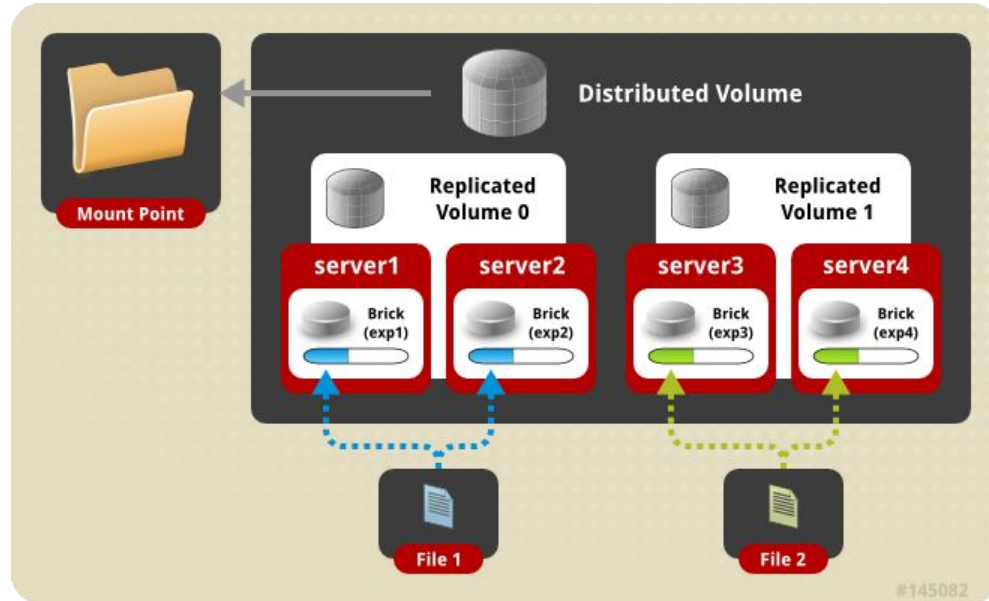 Distributed Volume
Mount Point
Replicated
Volume 0
Replicated
Volume 1
server1
server2
server3
server4
Brick
(exp1)
Brick
(exp2)
Brick
(exp3)
Brick
(exp4)
File 1
File 2
#145082